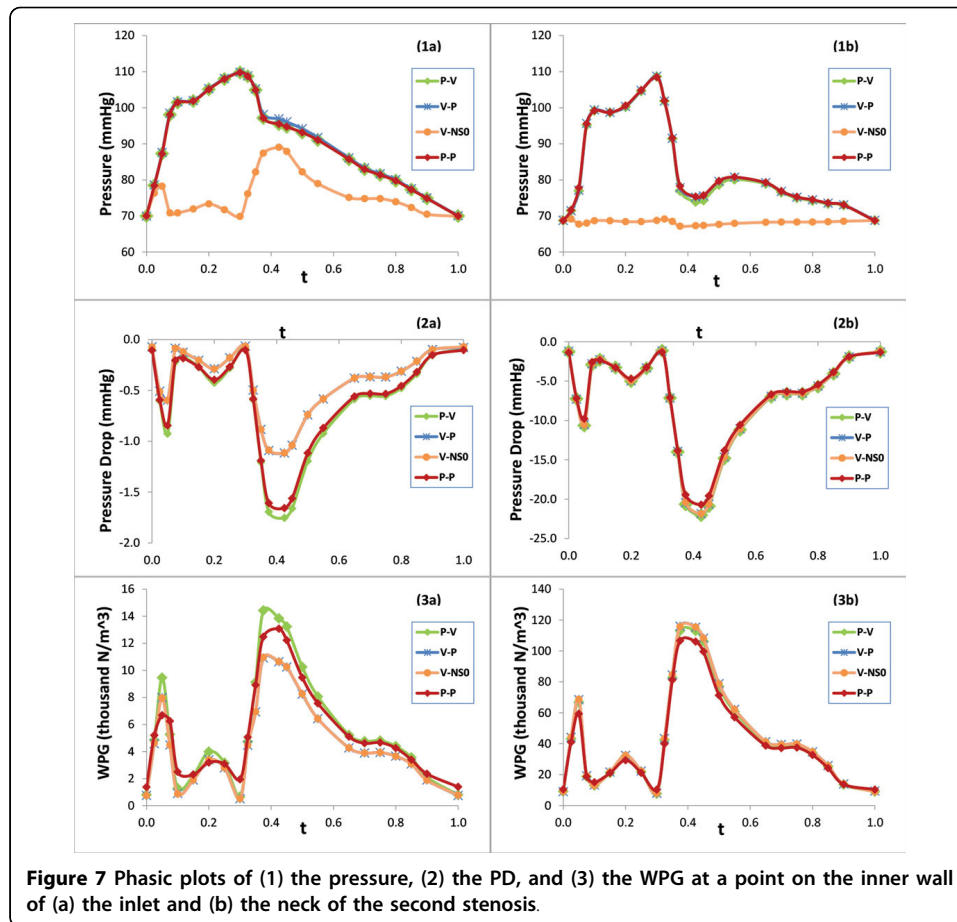 120
110
100
90
80
70
60
Pressure (mmHg)
(1a)
P-V
V-P
V-NS0
P-P
0.0 0.2 0.4 0.6 0.8 1.0
t
120
110
100
90
80
70
60
Pressure (mmHg)
(1b)
P-V
V-P
V-NS0
P-P
0.0 0.2 0.4 0.6 0.8 1.0
t
t
(2a)
0.0
-0.5
-1.0
-1.5
-2.0
Pressure Drop (mmHg)
P-V
V-P
V-NS0
P-P
0.0 0.2 0.4 0.6 0.8 1.0
t
(2b)
0.0
-5.0
-10.0
-15.0
-20.0
-25.0
Pressure Drop (mmHg)
P-V
V-P
V-NS0
P-P
0.0 0.2 0.4 0.6 0.8 1.0
16
14
12
10
8
6
4
2
0
WPG (thousand N/m^3)
(3a)
P-V
V-P
V-NS0
P-P
0.0 0.2 0.4 0.6 0.8 1.0
t
140
120
100
80
60
40
20
0
WPG (thousand N/m^3)
(3b)
P-V
V-P
V-NS0
P-P
0.0 0.2 0.4 0.6 0.8 1.0
t
Figure 7 Phasic plots of (1) the pressure, (2) the PD, and (3) the WPG at a point on the inner wall
of (a) the inlet and (b) the neck of the second stenosis.